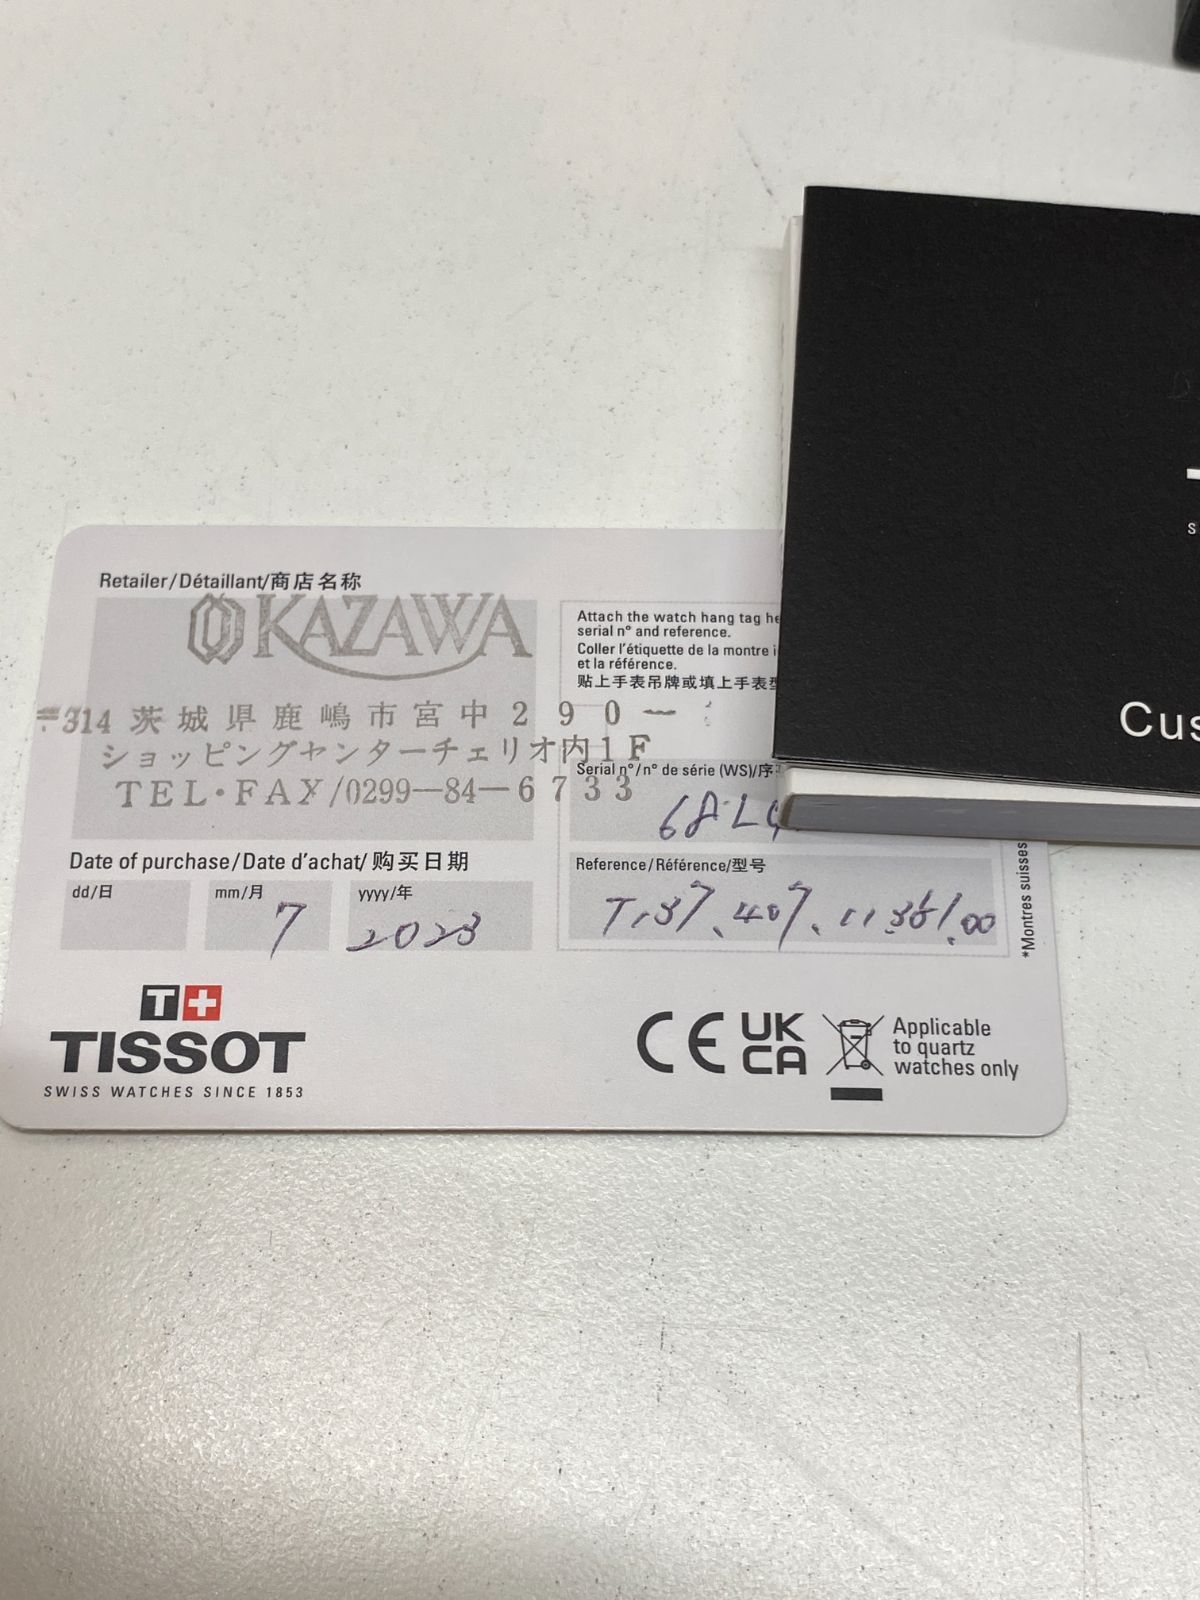 Retailer/Détaillant/商店名称
OKAZAWA
〒314 茨城県鹿嶋市宮中290—
ショッピングセンターチェリオ内1F
TEL・FAX/0299—84—6733
Date of purchase/Date d'achat/购买日期
dd/日 mm/月 yyyy/年
7 2023
Attach the watch hang tag he
serial n° and reference.
Coller l'étiquette de la montre i
et la référence.
贴上手表吊牌或填上手表型
Serial n°/n° de série (WS)/序
68L
Reference/Référence/型号
T137.407.11351.00
*Montres suisses
T+
TISSOT
SWISS WATCHES SINCE 1853
CE UK
CA
Applicable
to quartz
watches only
Cus